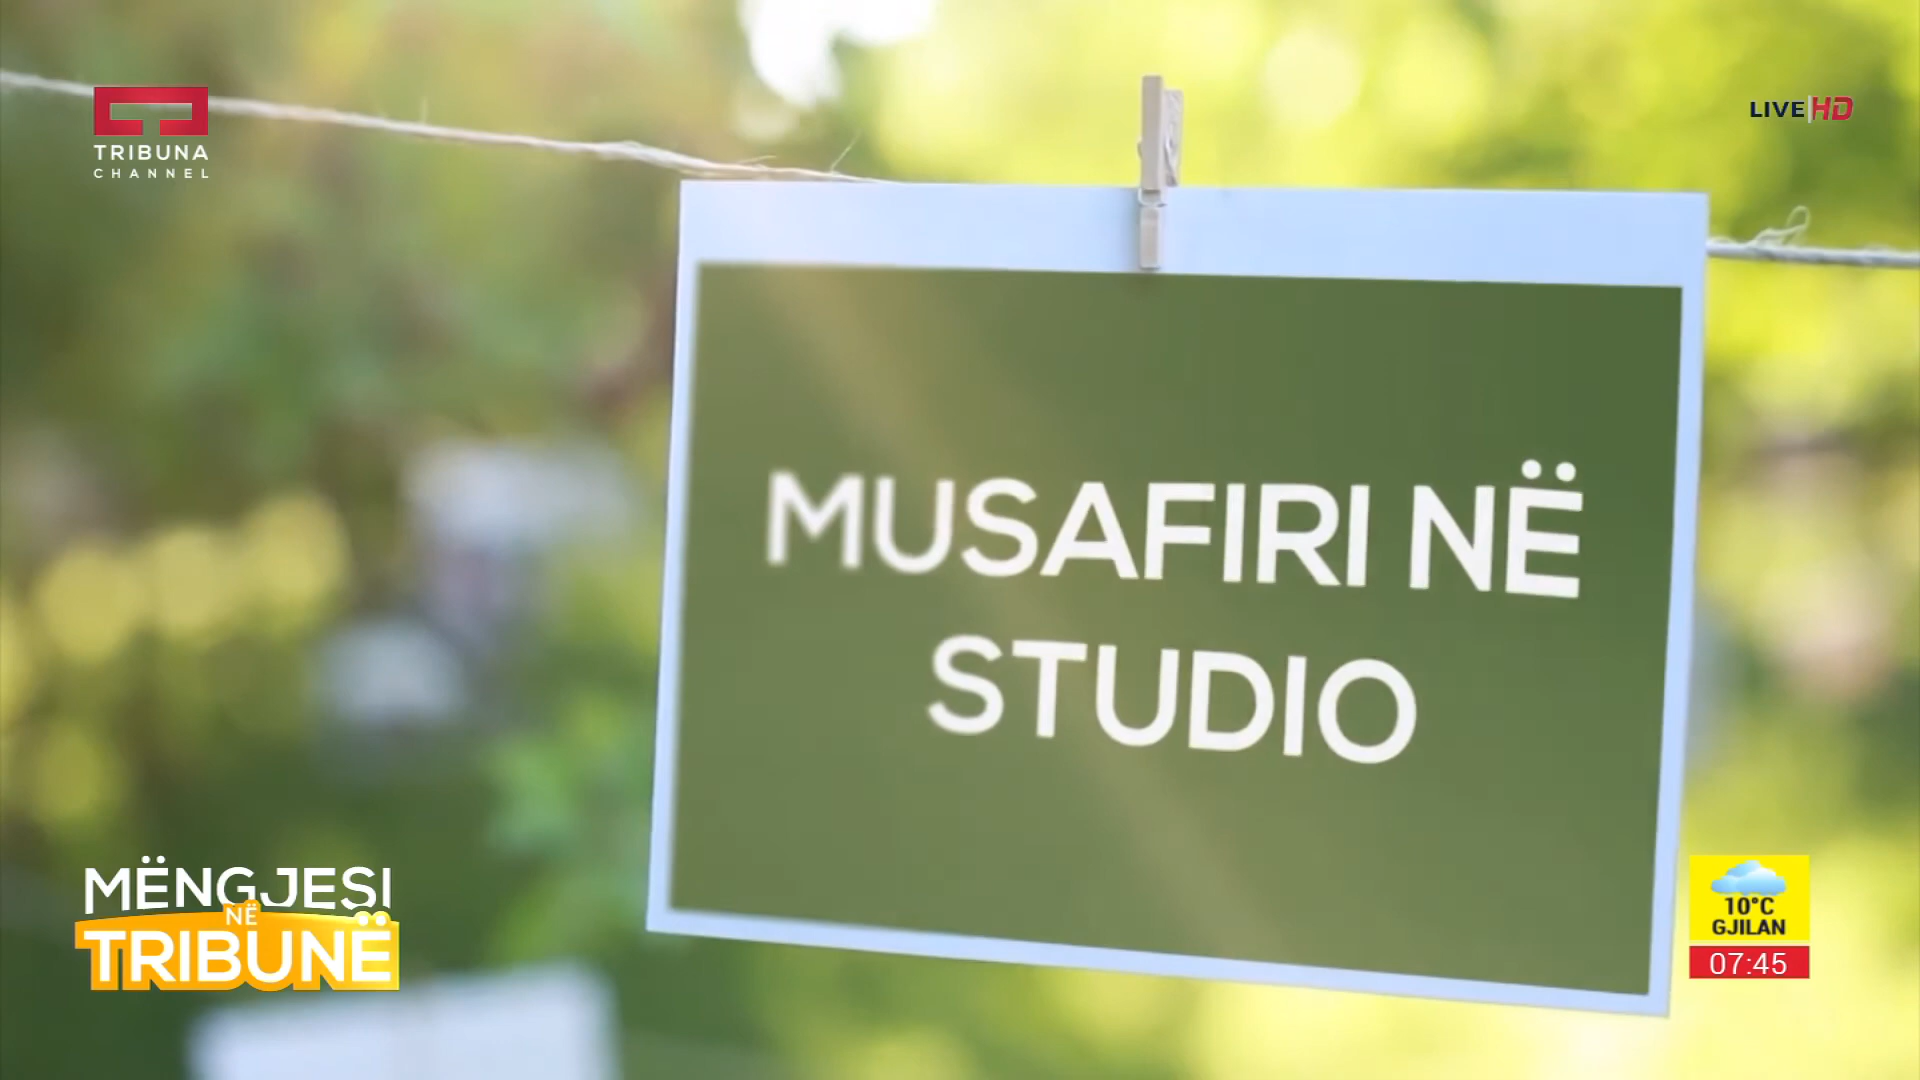 TRIBUNA
CHANNEL
LIVE HD
MUSAFIRI NË
STUDIO
MËNGJESI
NË
TRIBUNË
10°C
GJILAN
07:45